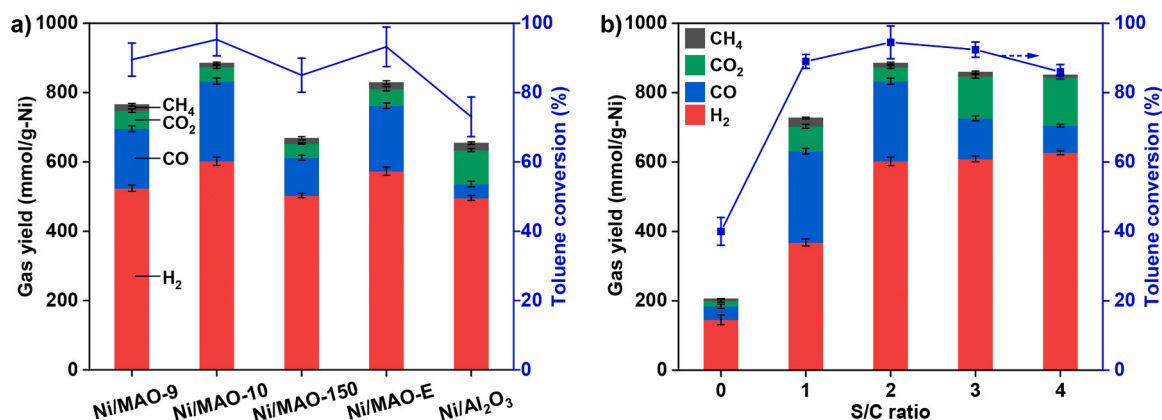 a)
Gas yield (mmol/g-Ni)
1000
800
600
400
200
0
CH₄
CO₂
CO
H₂
Ni/MAO-9
Ni/MAO-10
Ni/MAO-150
Ni/MAO-E
Ni/Al₂O₃
100
80
60
40
20
0
Toluene conversion (%)
b)
Gas yield (mmol/g-Ni)
1000
800
600
400
200
0
CH₄
CO₂
CO
H₂
0 1 2 3 4
S/C ratio
100
80
60
40
20
0
Toluene conversion (%)